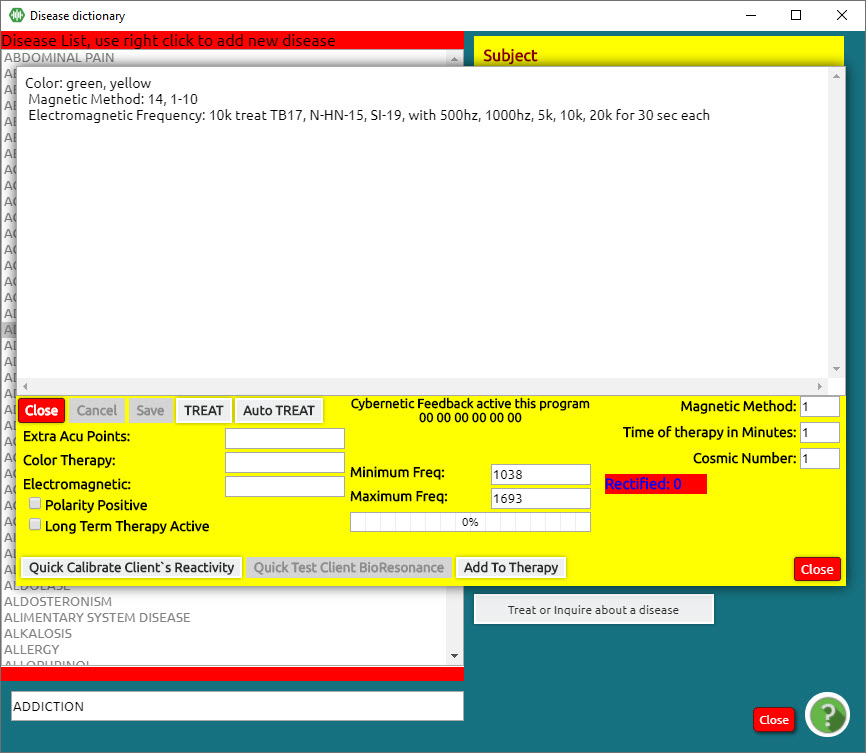 Disease dictionary
Disease List, use right click to add new disease
ABDOMINAL PAIN
Subject
Color: green, yellow
Magnetic Method: 14, 1-10
Electromagnetic Frequency: 10k treat TB17, N-HN-15, SI-19, with 500hz, 1000hz, 5k, 10k, 20k for 30 sec each
Close Cancel Save TREAT Auto TREAT
Cybernetic Feedback active this program
00 00 00 00 00 00
Magnetic Method: 1
Time of therapy in Minutes: 1
Cosmic Number: 1
Extra Acu Points:
Color Therapy:
Electromagnetic:
Polarity Positive
Long Term Therapy Active
Minimum Freq: 1038
Maximum Freq: 1693
0%
Rectified: 0
Quick Calibrate Client`s Reactivity Quick Test Client BioResonance Add To Therapy Close
ALDOSTERONISM
ALIMENTARY SYSTEM DISEASE
ALKALOSIS
ALLERGY
Treat or Inquire about a disease
ADDICTION
Close
?